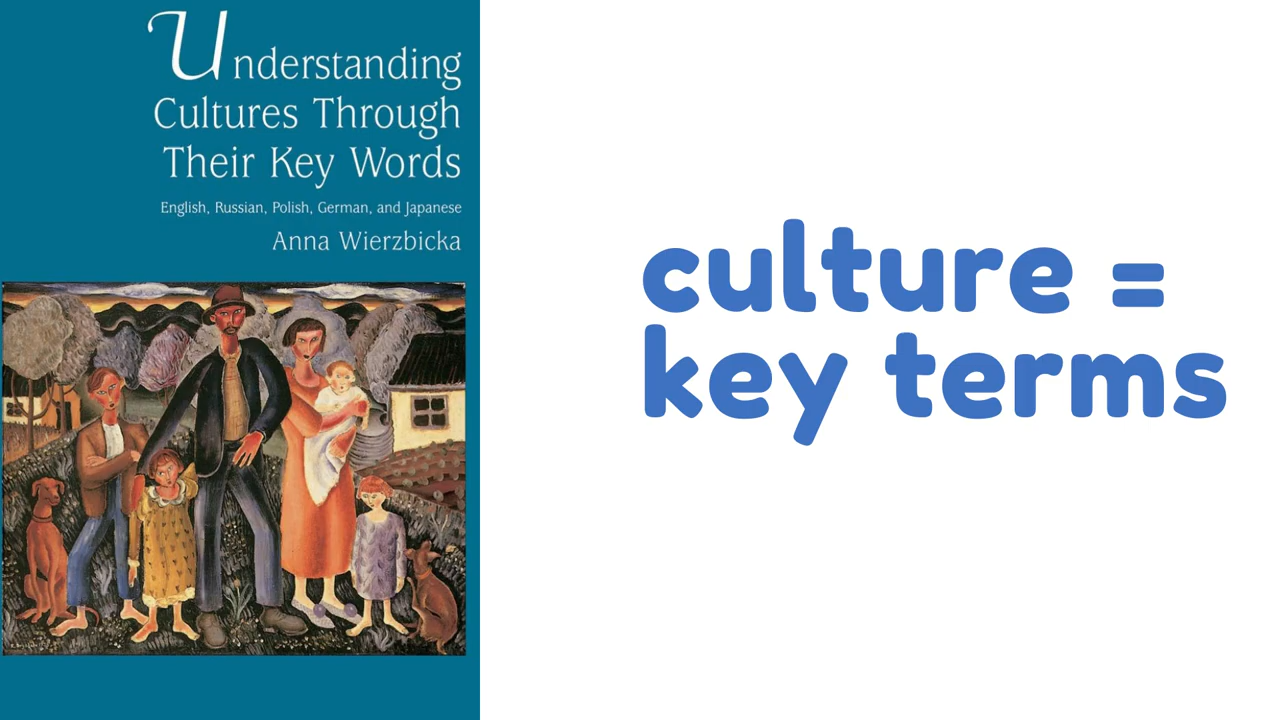 Understanding
Cultures Through
Their Key Words
English, Russian, Polish, German, and Japanese
Anna Wierzbicka
culture =
key terms